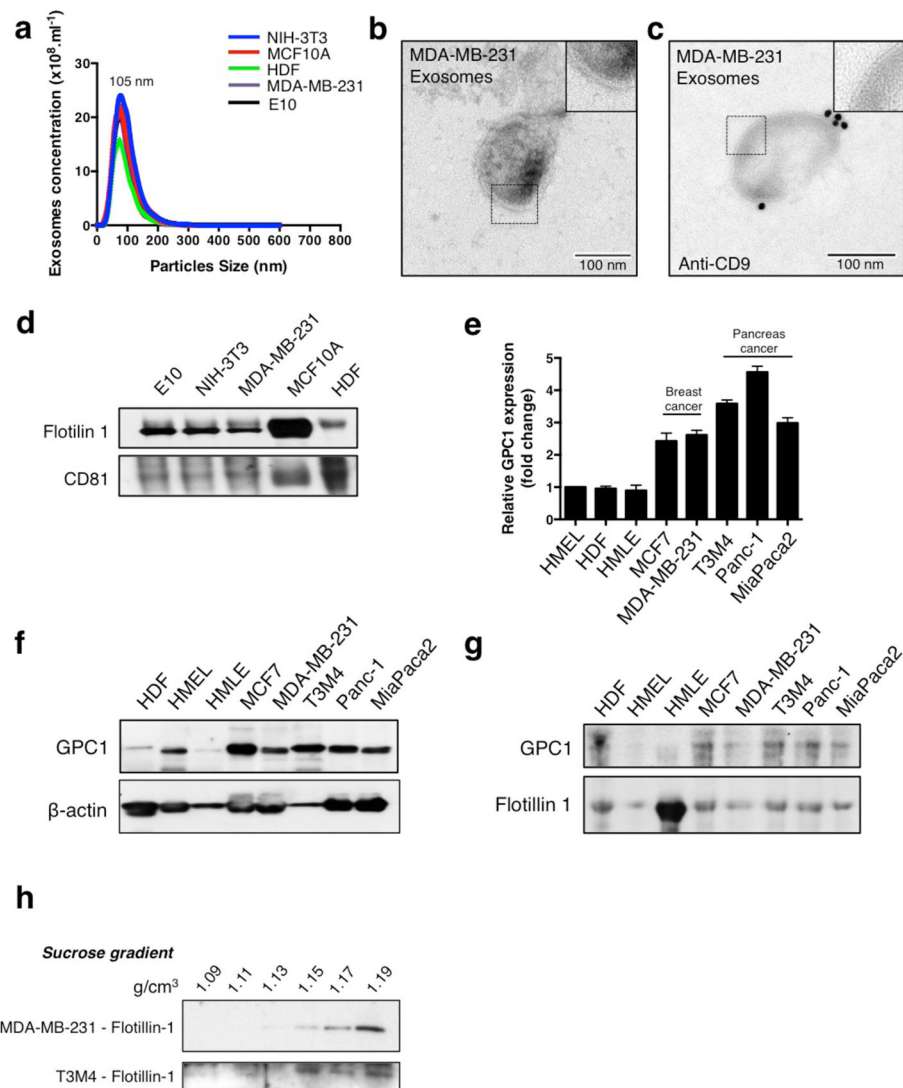 a
NIH-3T3
MCF10A
HDF
MDA-MB-231
E10
Exosomes concentration (x10⁸.ml⁻¹)
30
20
10
0
105 nm
0 100 200 300 400 500 600 700 800
Particles Size (nm)
b
MDA-MB-231
Exosomes
100 nm
c
MDA-MB-231
Exosomes
Anti-CD9
100 nm
d
E10 NIH-3T3 MDA-MB-231 MCF10A HDF
Flotilin 1
CD81
e
Relative GPC1 expression
(fold change)
5
4
3
2
1
0
Breast
cancer
Pancreas
cancer
HMEL HDF HMLE MCF7 MDA-MB-231 T3M4 Panc-1 MiaPaca2
f
HDF HMEL HMLE MCF7 MDA-MB-231 T3M4 Panc-1 MiaPaca2
GPC1
β-actin
g
HDF HMEL HMLE MCF7 MDA-MB-231 T3M4 Panc-1 MiaPaca2
GPC1
Flotillin 1
h
Sucrose gradient
g/cm³ 1.09 1.11 1.13 1.15 1.17 1.19
MDA-MB-231 - Flotillin-1
T3M4 - Flotillin-1